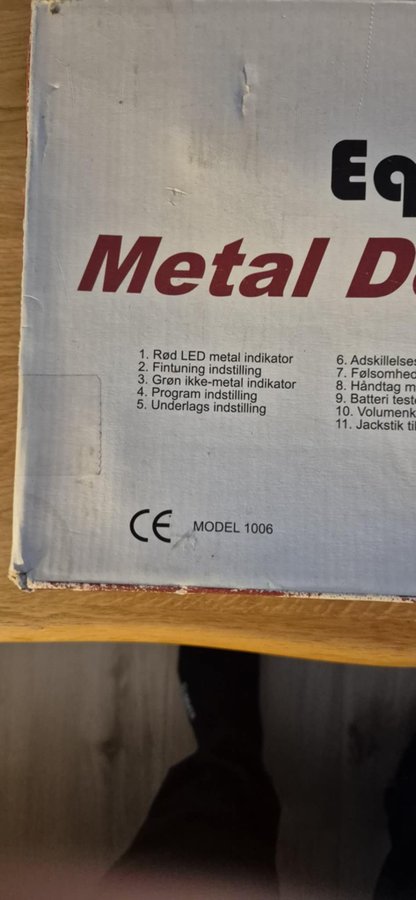 Eq
Metal De
1. Rød LED metal indikator
2. Fintuning indstilling
3. Grøn ikke-metal indikator
4. Program indstilling
5. Underlags indstilling
6. Adskillelses
7. Følsomhed
8. Håndtag m
9. Batteri teste
10. Volumenk
11. Jackstik til
CE MODEL 1006